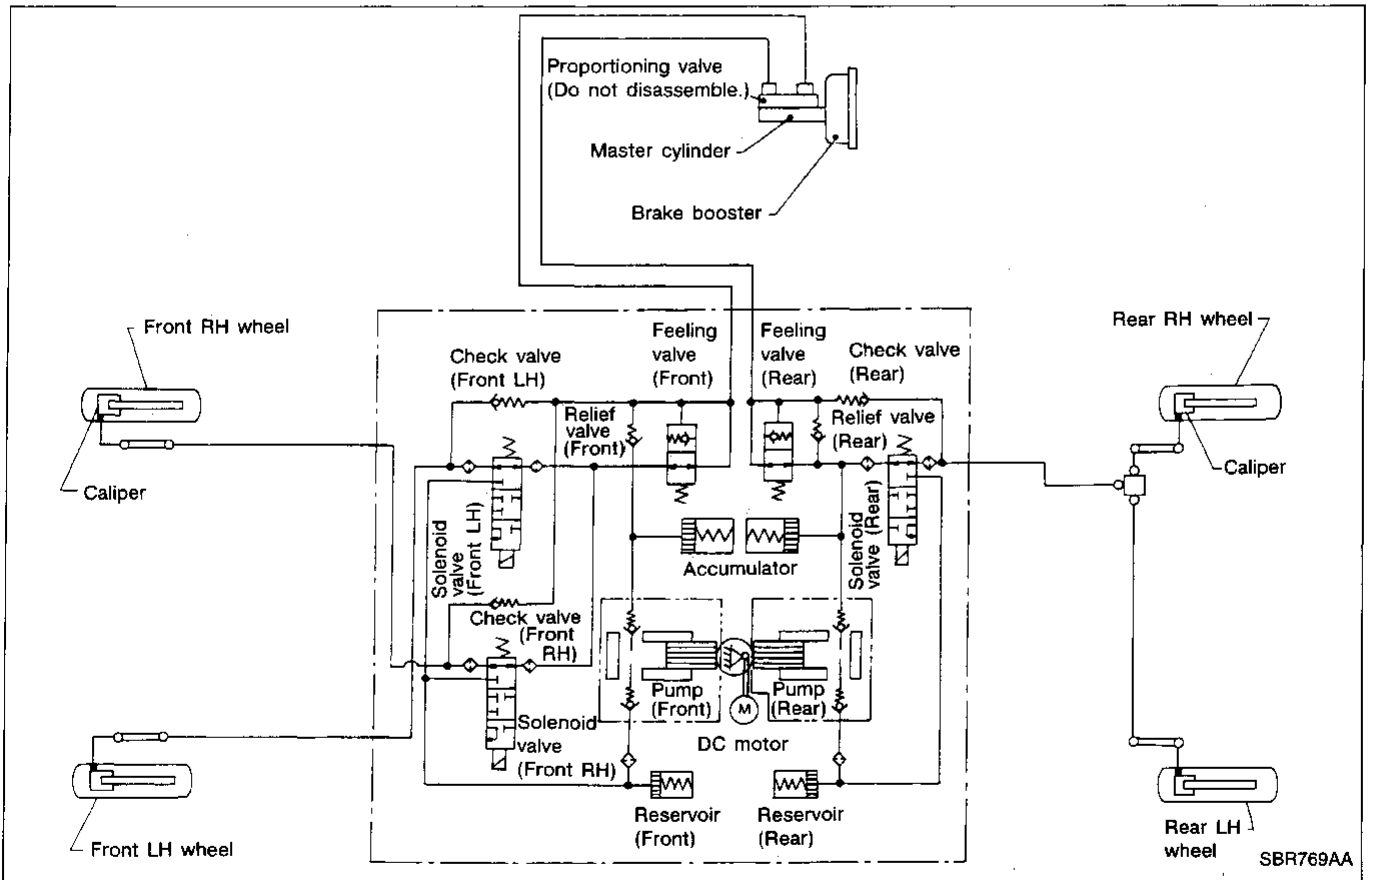 Proportioning valve
(Do not disassemble.)
Master cylinder
Brake booster
Front RH wheel
Caliper
Front LH wheel
Check valve
(Front LH)
Feeling
valve
(Front)
Feeling
valve
(Rear)
Check valve
(Rear)
Relief
valve
(Front)
Relief valve
(Rear)
Solenoid
valve
(Front LH)
Solenoid
valve (Rear)
Accumulator
Check valve
(Front
RH)
Pump
(Front)
Pump
(Rear)
M
DC motor
Solenoid
valve
(Front RH)
Reservoir
(Front)
Reservoir
(Rear)
Rear RH wheel
Caliper
Rear LH
wheel
SBR769AA